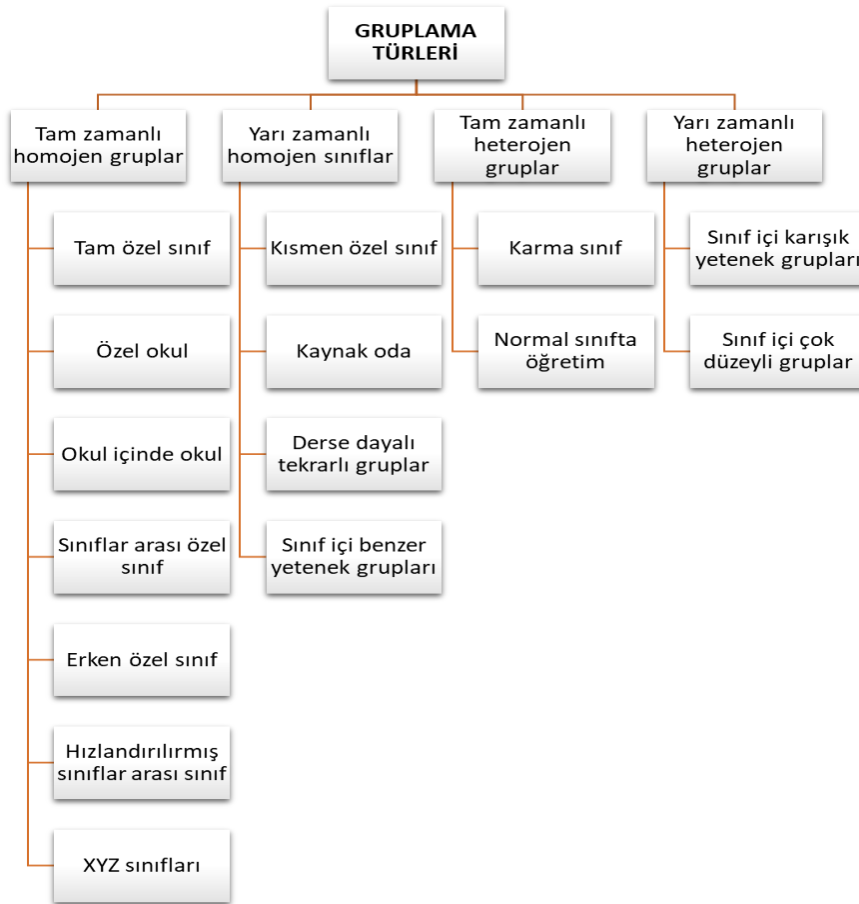 GRUPLAMA
TÜRLERİ
Tam zamanlı
homojen gruplar
Yarı zamanlı
homojen sınıflar
Tam zamanlı
heterojen
gruplar
Yarı zamanlı
heterojen
gruplar
Tam özel sınıf
Özel okul
Okul içinde okul
Sınıflar arası özel
sınıf
Erken özel sınıf
Hızlandırılırmış
sınıflar arası sınıf
XYZ sınıfları
Kısmen özel sınıf
Kaynak oda
Derse dayalı
tekrarlı gruplar
Sınıf içi benzer
yetenek grupları
Karma sınıf
Normal sınıfta
öğretim
Sınıf içi karışık
yetenek grupları
Sınıf içi çok
düzeyli gruplar